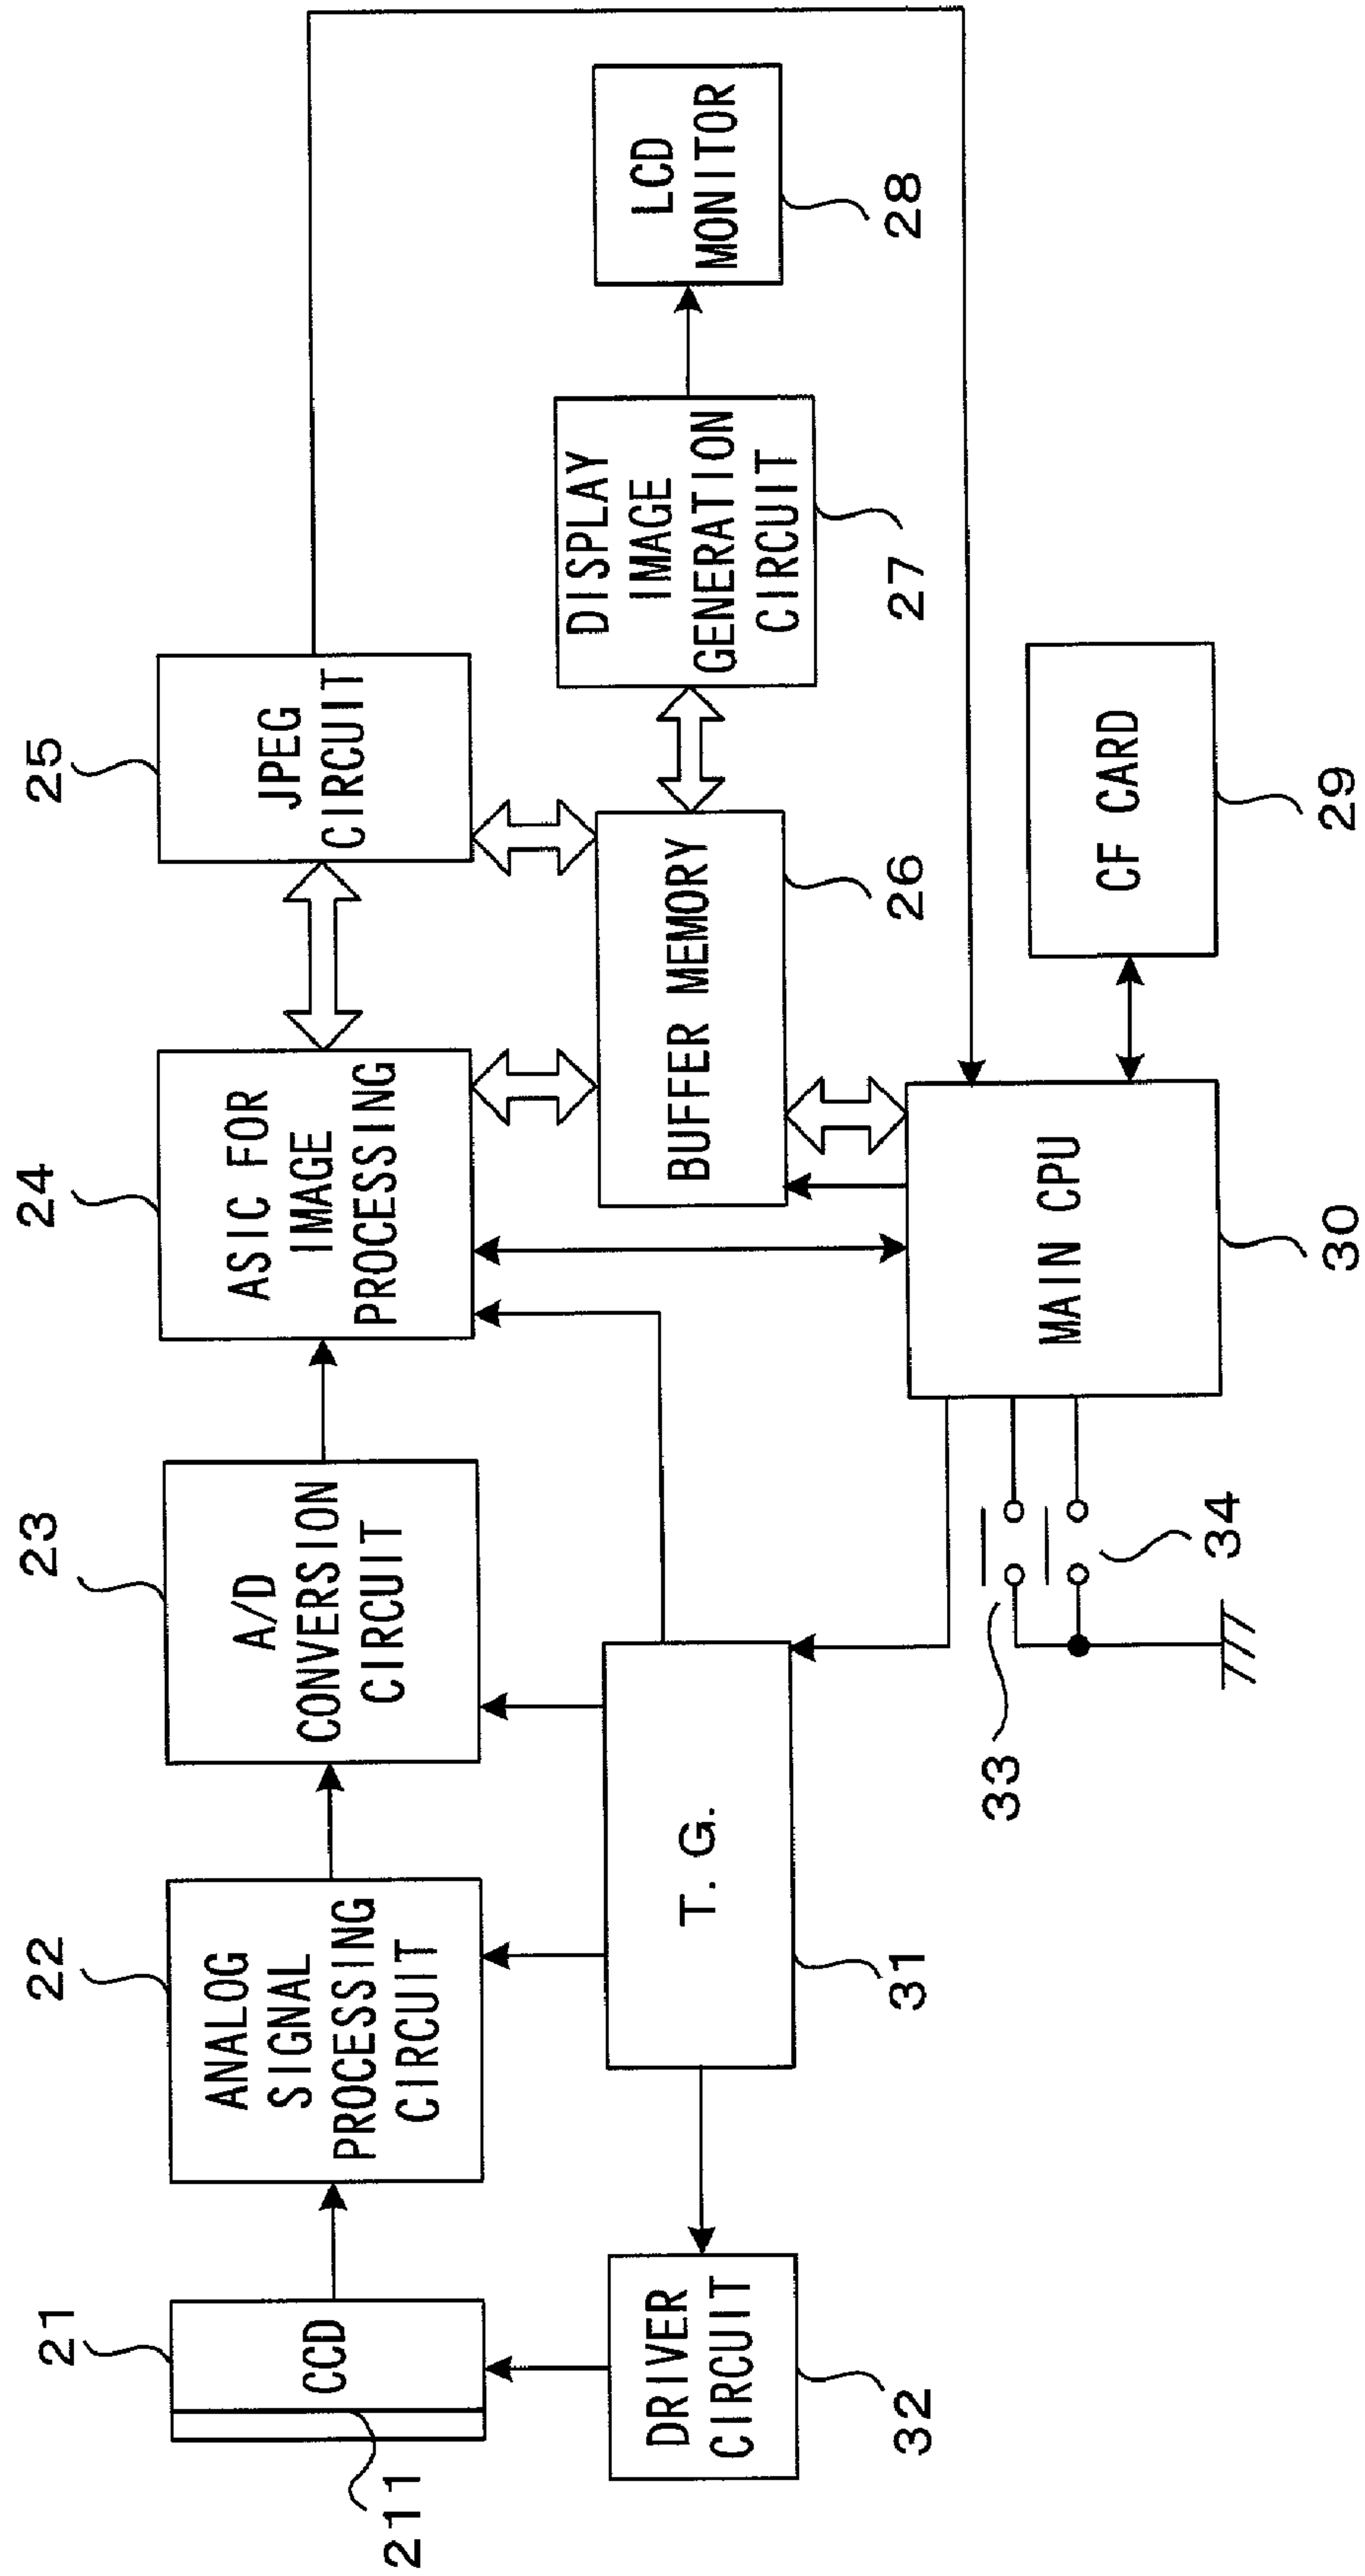 21
CCD
211
22
ANALOG
SIGNAL
PROCESSING
CIRCUIT
23
A/D
CONVERSION
CIRCUIT
24
ASIC FOR
IMAGE
PROCESSING
25
JPEG
CIRCUIT
DRIVER
CIRCUIT
32
T. G.
31
BUFFER MEMORY
26
DISPLAY
IMAGE
GENERATION
CIRCUIT
27
LCD
MONITOR
28
33
34
MAIN CPU
30
CF CARD
29